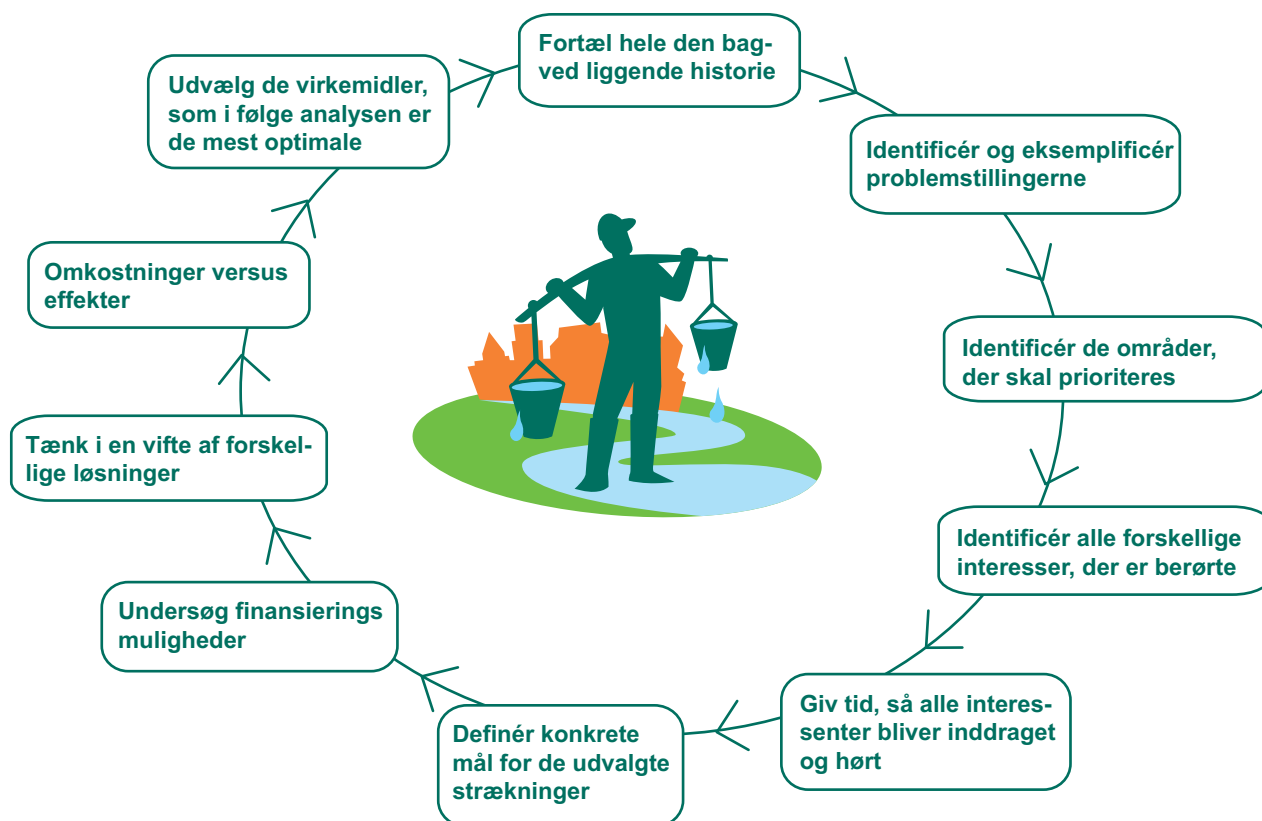 Fortæl hele den bag-
ved liggende historie
Identificér og eksemplificér
problemstillingerne
Identificér de områder,
der skal prioriteres
Identificér alle forskellige
interesser, der er berørte
Giv tid, så alle interes-
senter bliver inddraget
og hørt
Definér konkrete
mål for de udvalgte
strækninger
Undersøg finansierings
muligheder
Tænk i en vifte af forskel-
lige løsninger
Omkostninger versus
effekter
Udvælg de virkemidler,
som i følge analysen er
de mest optimale